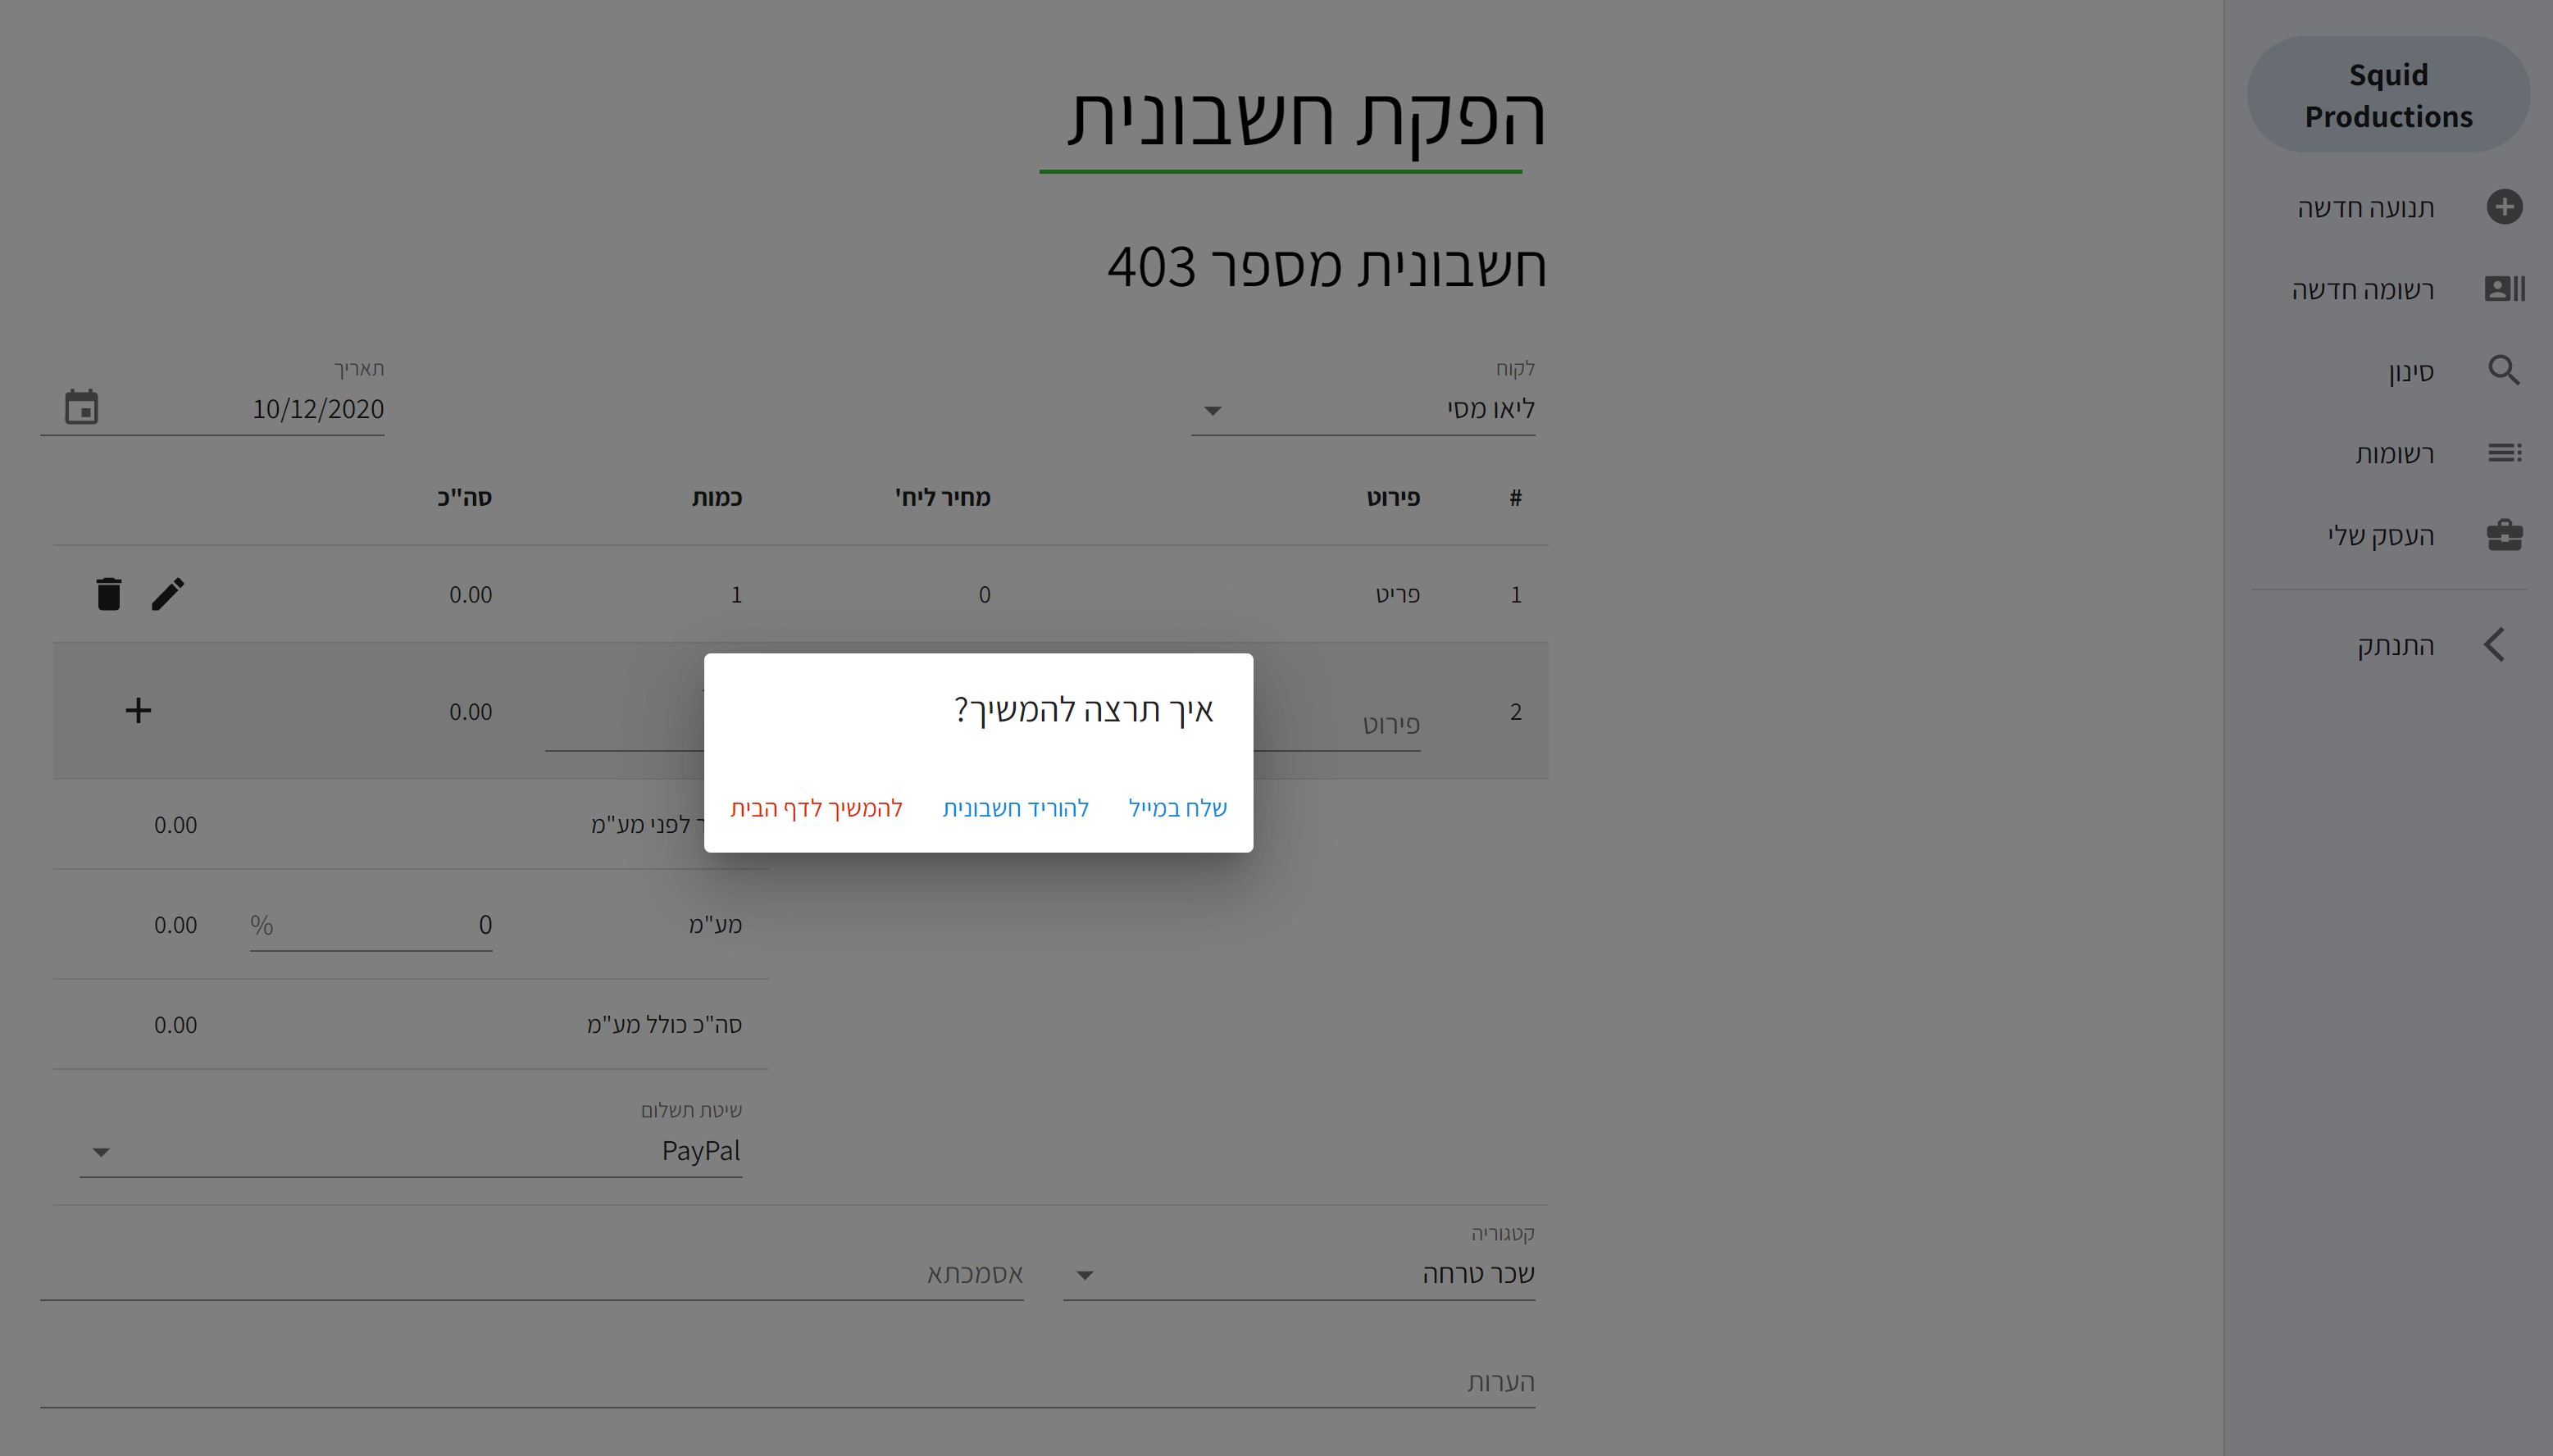 Squid
Productions
תנועה חדשה
רשומה חדשה
סינון
רשומות
העסק שלי
התנתק
הפקת חשבונית
חשבונית מספר 403
לקוח
ליאו מסי
תאריך
10/12/2020
# פירוט מחיר ליח' כמות סה"כ
1 פריט 0 1 0.00
2 פירוט 0.00
איך תרצה להמשיך?
שלח במייל להוריד חשבונית להמשיך לדף הבית
לפני מע"מ 0.00
מע"מ 0 % 0.00
סה"כ כולל מע"מ 0.00
שיטת תשלום
PayPal
קטגוריה
שכר טרחה
אסמכתא
הערות